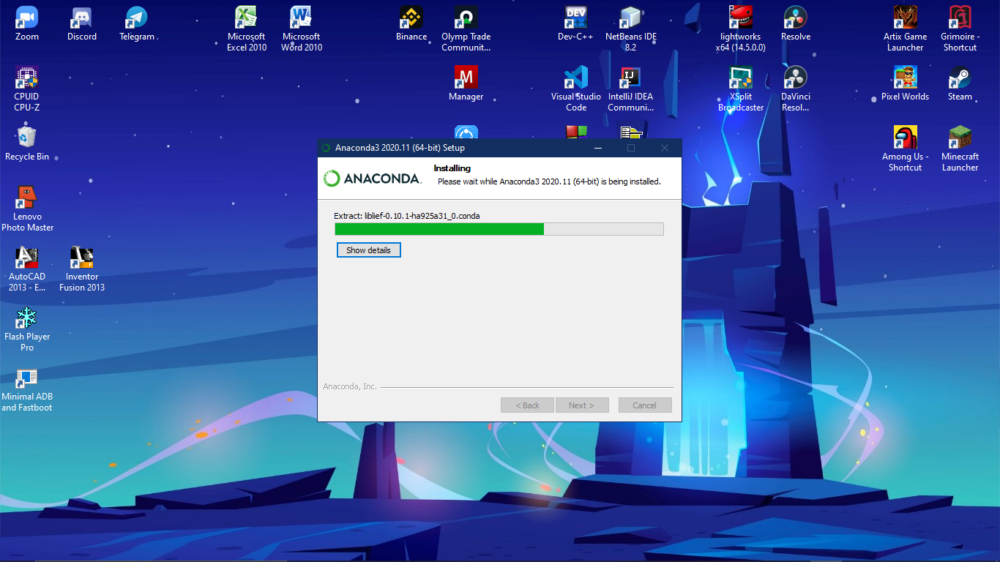 Zoom
Discord
Telegram
Microsoft
Excel 2010
Microsoft
Word 2010
Binance
Olymp Trade
Communit...
DEV
Dev-C++
NetBeans IDE
8.2
lightworks
x64 (14.5.0.0)
Resolve
Artix Game
Launcher
Grimoire -
Shortcut
CPUID
CPU-Z
M
Manager
Visual Studio
Code
IJ
IntelliJ IDEA
Communi...
XSplit
Broadcaster
DaVinci
Resol...
Pixel Worlds
Steam
Recycle Bin
Among Us -
Shortcut
Minecraft
Launcher
Lenovo
Photo Master
AutoCAD
2013 - E...
Inventor
Fusion 2013
Flash Player
Pro
Minimal ADB
and Fastboot
Anaconda3 2020.11 (64-bit) Setup
ANACONDA.
Installing
Please wait while Anaconda3 2020.11 (64-bit) is being installed.
Extract: liblief-0.10.1-ha925a31_0.conda
Show details
Anaconda, Inc.
< Back
Next >
Cancel